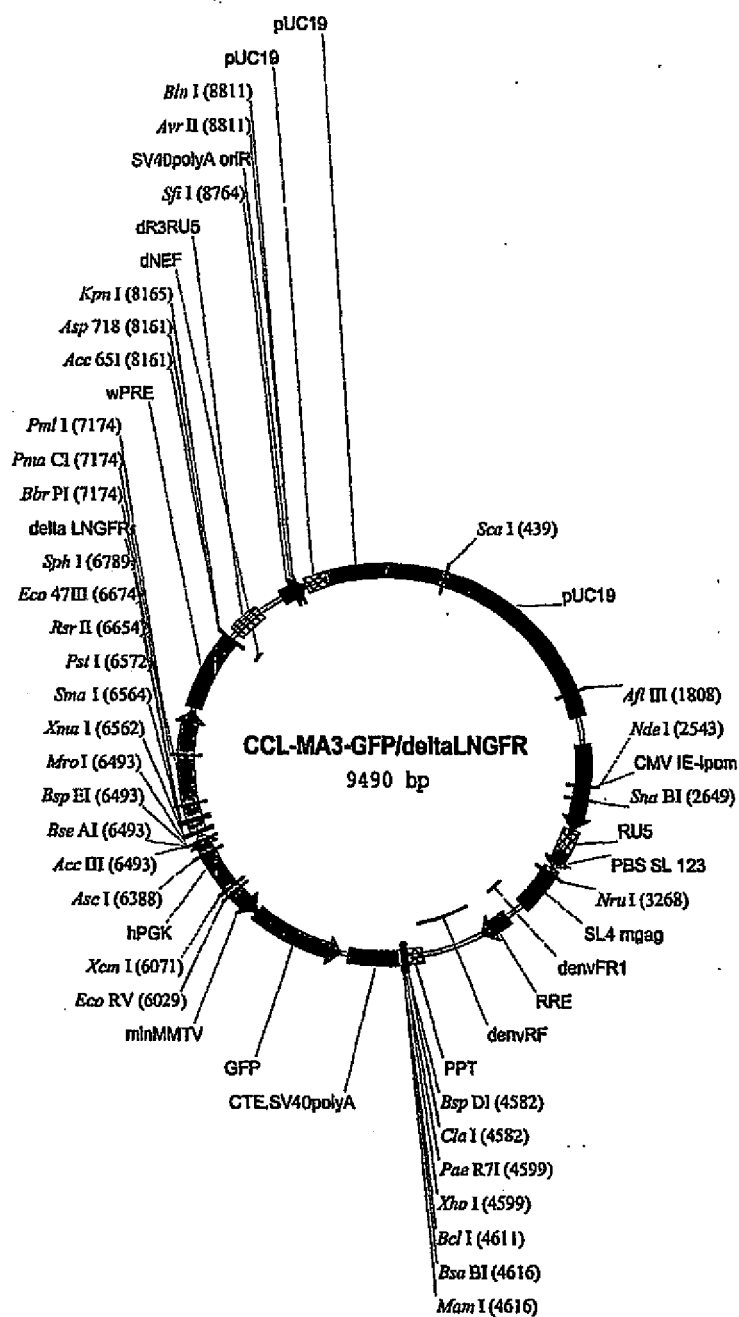 pUC19
pUC19
Bln I (8811)
Avr II (8811)
SV40polyA oriR
Sfi I (8764)
dR3RU5
dNEF
Kpn I (8165)
Asp 718 (8161)
Acc 65I (8161)
wPRE
Pml I (7174)
Pma CI (7174)
Bbr PI (7174)
delta LNGFR
Sph I (6789)
Eco 47III (6674)
Rsr II (6654)
Pst I (6572)
Sma I (6564)
Xma I (6562)
Mro I (6493)
Bsp EI (6493)
Bse AI (6493)
Acc III (6493)
Asc I (6388)
hPGK
Xcm I (6071)
Eco RV (6029)
minMMTV
GFP
CTE,SV40polyA
Sca I (439)
pUC19
Afl III (1808)
Nde I (2543)
CMV IE-Ipom
Sna BI (2649)
RU5
PBS SL 123
Nru I (3268)
SL4 mgag
denvFR1
RRE
denvRF
PPT
Bsp DI (4582)
Cla I (4582)
Pae R7I (4599)
Xho I (4599)
Bcl I (4611)
Bsa BI (4616)
Mam I (4616)
CCL-MA3-GFP/deltaLNGFR
9490 bp